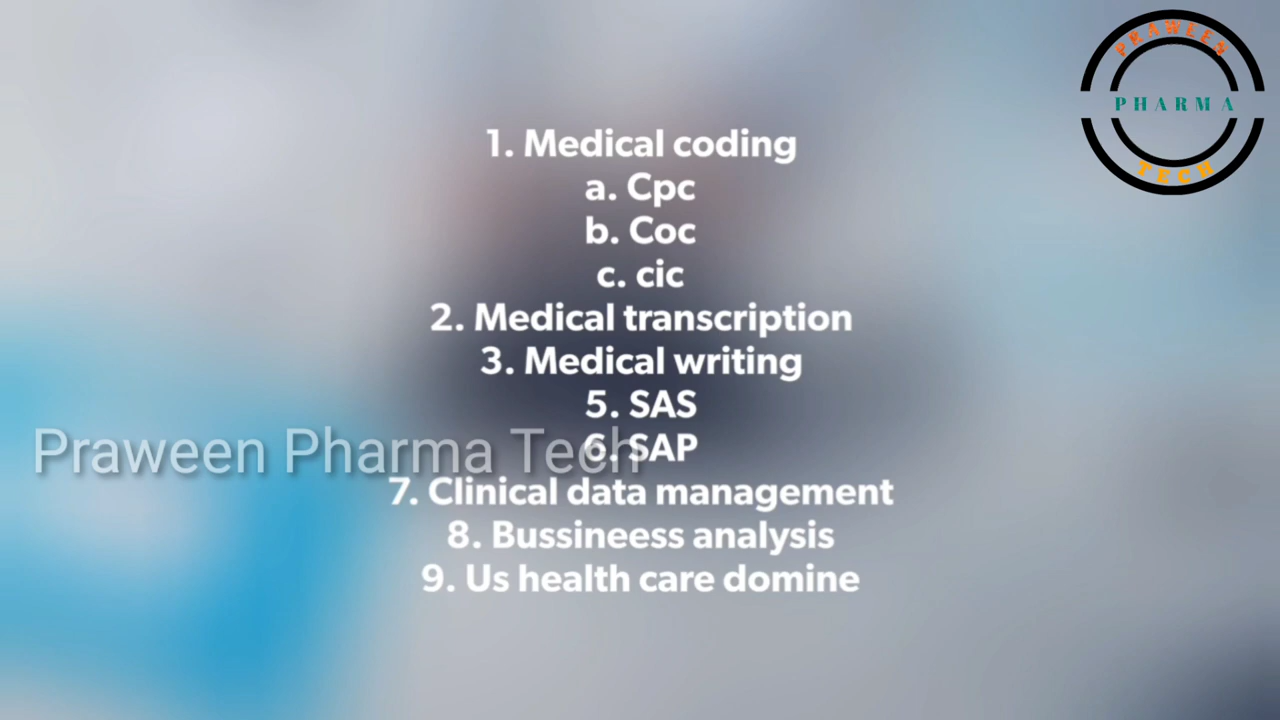 PRAWEEN
PHARMA
TECH
1. Medical coding
a. Cpc
b. Coc
c. cic
2. Medical transcription
3. Medical writing
5. SAS
6. SAP
Praween Pharma Tech
7. Clinical data management
8. Bussineess analysis
9. Us health care domine